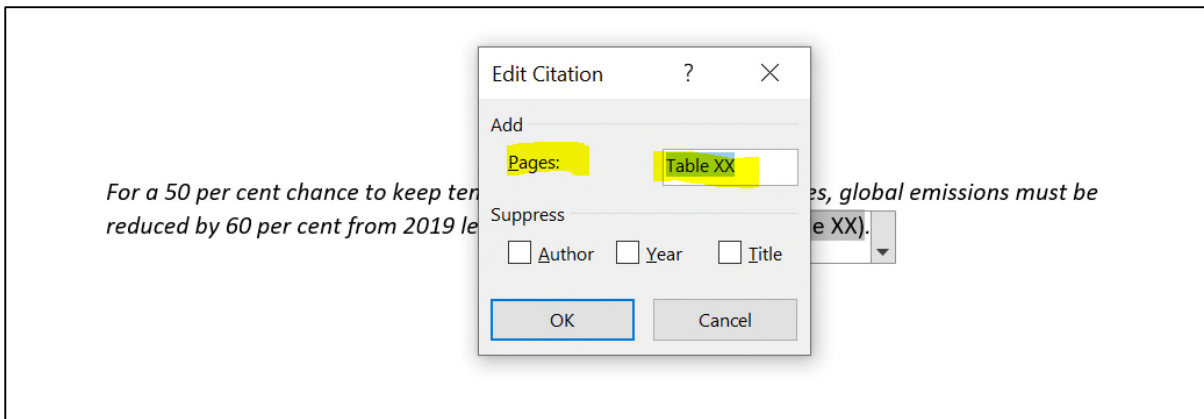 Edit Citation ? ×
Add
Pages: Table XX
For a 50 per cent chance to keep ten es, global emissions must be
Suppress
reduced by 60 per cent from 2019 le e XX).
Author Year Title
OK Cancel